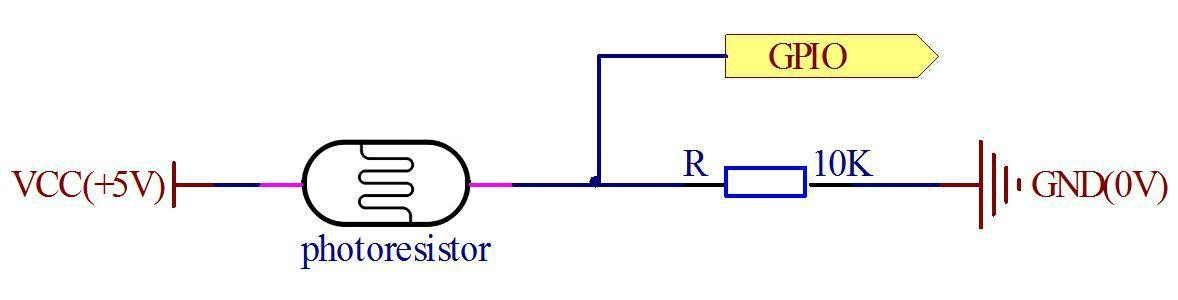 GPIO
VCC(+5V)
R
10K
GND(0V)
photoresistor